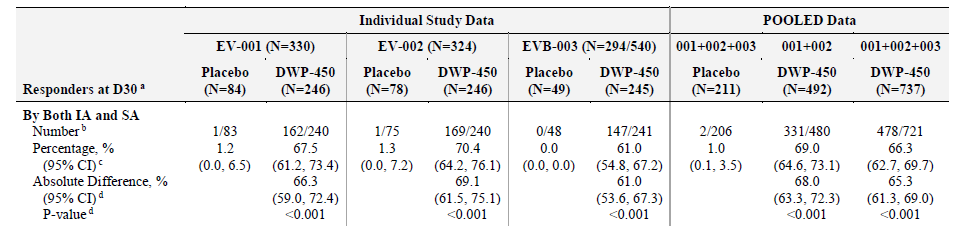 Individual Study Data POOLED Data
EV-001 (N=330) EV-002 (N=324) EVB-003 (N=294/540) 001+002+003 001+002 001+002+003
Placebo DWP-450 Placebo DWP-450 Placebo DWP-450 Placebo DWP-450 DWP-450
Responders at D30 a (N=84) (N=246) (N=78) (N=246) (N=49) (N=245) (N=211) (N=492) (N=737)
By Both IA and SA
Number b 1/83 162/240 1/75 169/240 0/48 147/241 2/206 331/480 478/721
Percentage, % 1.2 67.5 1.3 70.4 0.0 61.0 1.0 69.0 66.3
(95% CI) c (0.0, 6.5) (61.2, 73.4) (0.0, 7.2) (64.2, 76.1) (0.0, 0.0) (54.8, 67.2) (0.1, 3.5) (64.6, 73.1) (62.7, 69.7)
Absolute Difference, % 66.3 69.1 61.0 68.0 65.3
(95% CI) d (59.0, 72.4) (61.5, 75.1) (53.6, 67.3) (63.3, 72.3) (61.3, 69.0)
P-value d <0.001 <0.001 <0.001 <0.001 <0.001